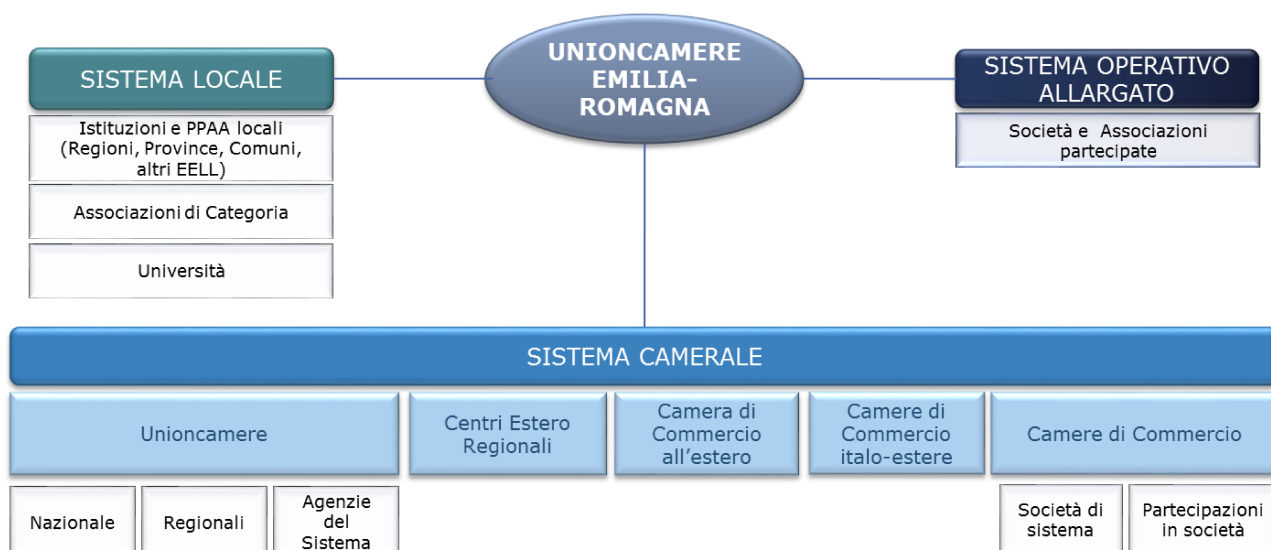 UNIONCAMERE
EMILIA-
ROMAGNA
SISTEMA LOCALE
Istituzioni e PPAA locali
(Regioni, Province, Comuni,
altri EELL)
Associazioni di Categoria
Università
SISTEMA OPERATIVO
ALLARGATO
Società e Associazioni
partecipate
SISTEMA CAMERALE
Unioncamere
Centri Estero
Regionali
Camera di
Commercio
all'estero
Camere di
Commercio
italo-estere
Camere di Commercio
Nazionale
Regionali
Agenzie
del
Sistema
Società di
sistema
Partecipazioni
in società